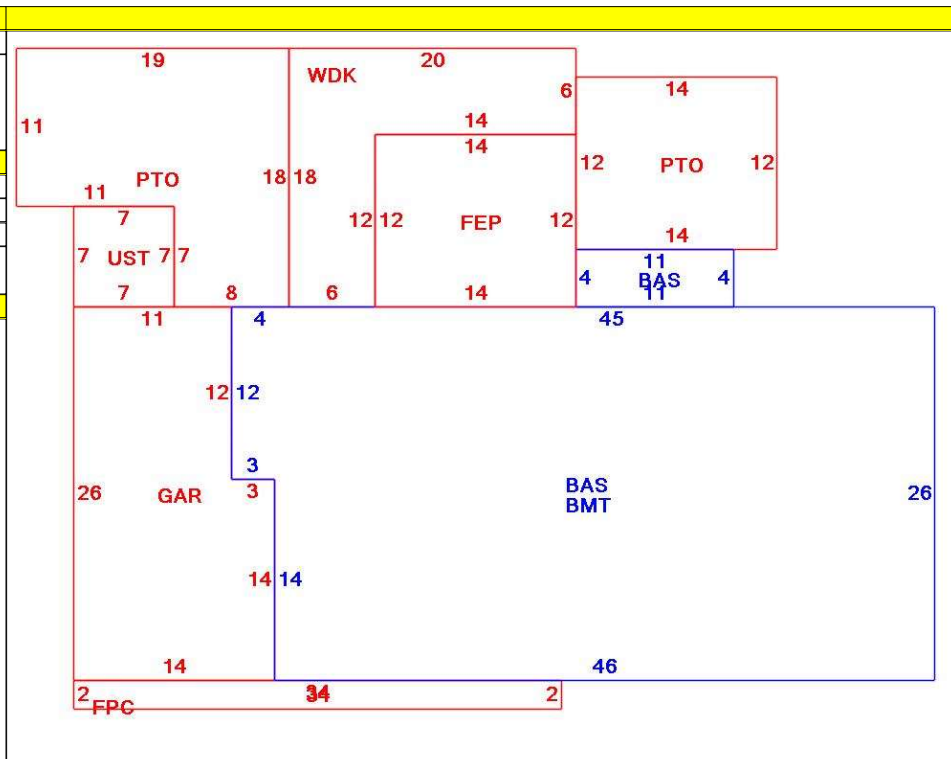 19 20
WDK
6 14
11 14
14
12 12
PTO PTO
18 18
11
7
12 12 FEP 12
14
7 UST 7 7
11
4 BAS 4
11
7 8 6 14
11 4 45
12 12
3
3
26 GAR
BAS
BMT
26
14 14
14 46
2 34 2
34
FPC